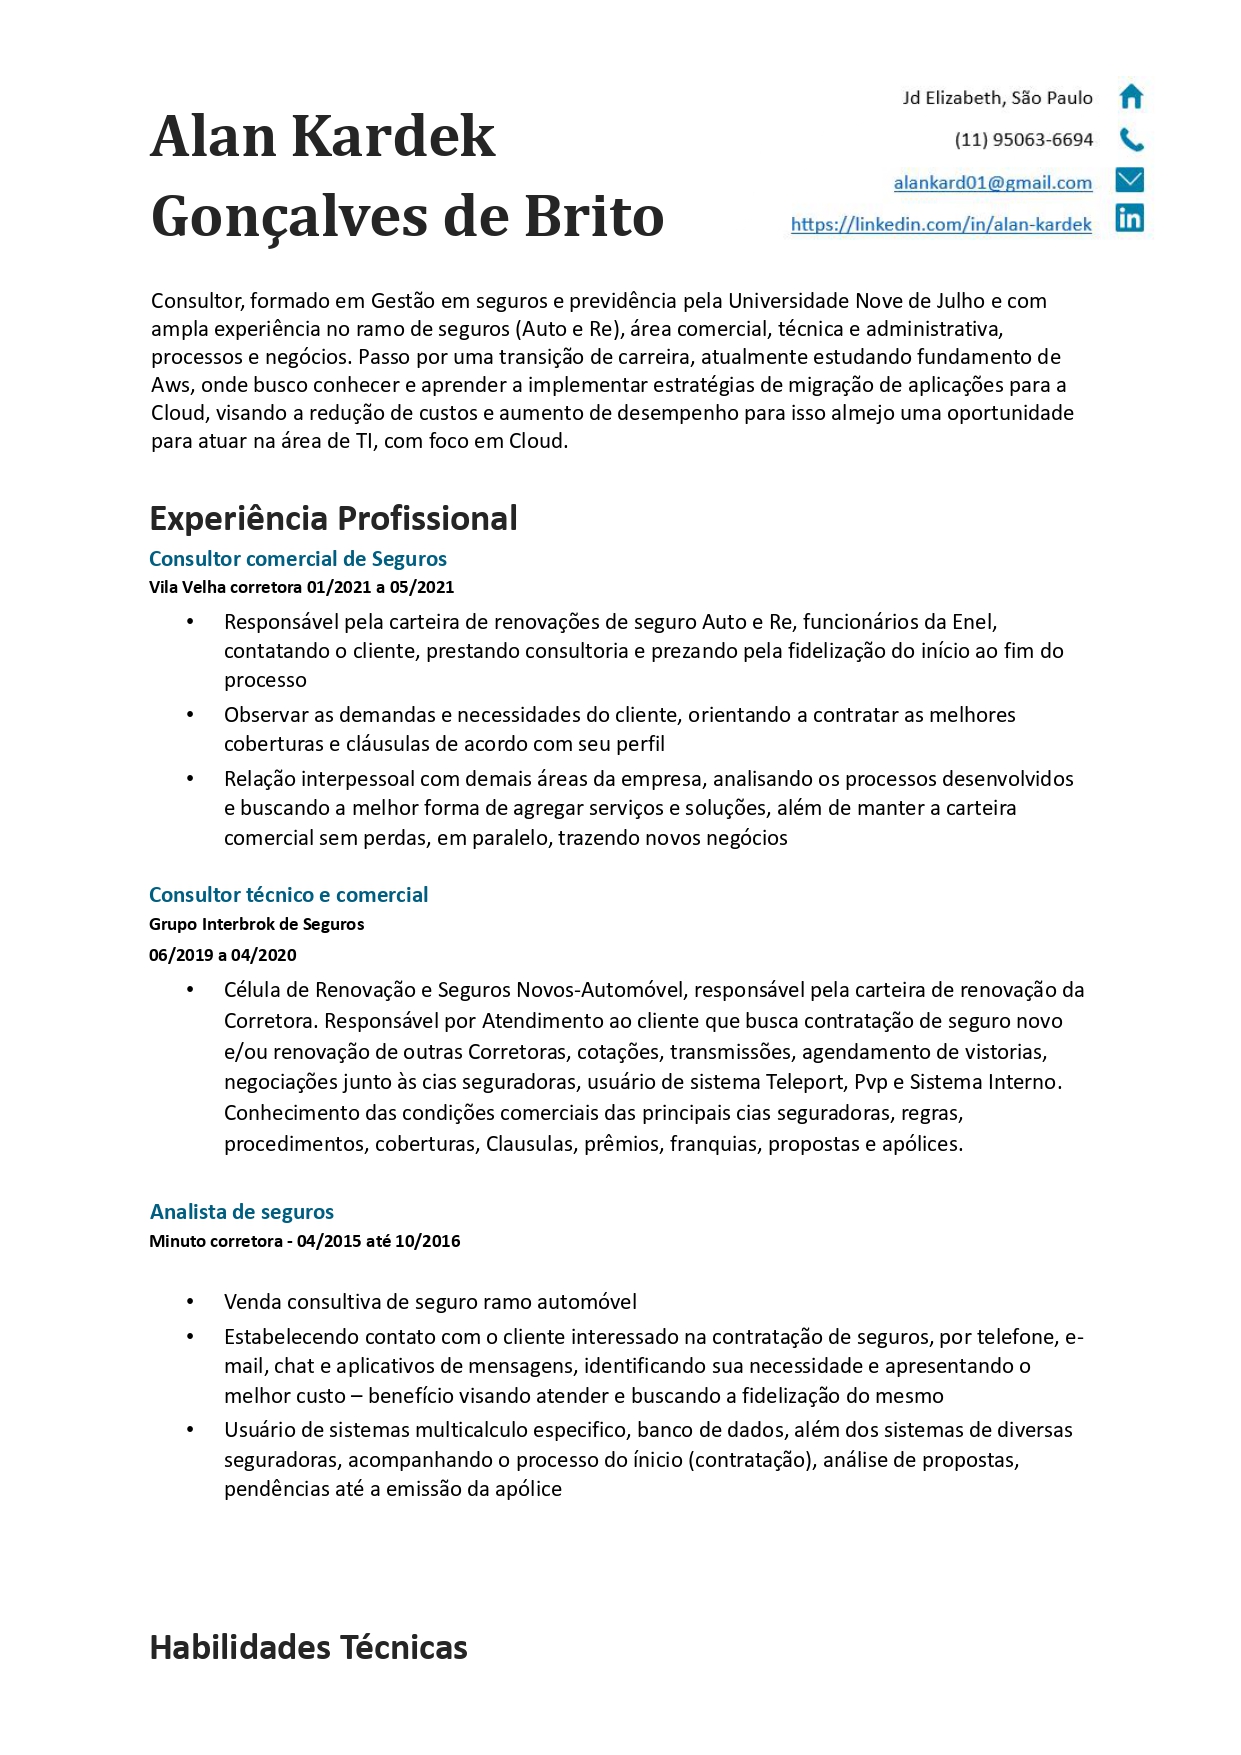 Alan Kardek
Gonçalves de Brito
Jd Elizabeth, São Paulo
(11) 95063-6694
alankard01@gmail.com
https://linkedin.com/in/alan-kardek
in
Consultor, formado em Gestão em seguros e previdência pela Universidade Nove de Julho e com
ampla experiência no ramo de seguros (Auto e Re), área comercial, técnica e administrativa,
processos e negócios. Passo por uma transição de carreira, atualmente estudando fundamento de
Aws, onde busco conhecer e aprender a implementar estratégias de migração de aplicações para a
Cloud, visando a redução de custos e aumento de desempenho para isso almejo uma oportunidade
para atuar na área de TI, com foco em Cloud.
Experiência Profissional
Consultor comercial de Seguros
Vila Velha corretora 01/2021 a 05/2021
• Responsável pela carteira de renovações de seguro Auto e Re, funcionários da Enel,
contatando o cliente, prestando consultoria e prezando pela fidelização do início ao fim do
processo
• Observar as demandas e necessidades do cliente, orientando a contratar as melhores
coberturas e cláusulas de acordo com seu perfil
• Relação interpessoal com demais áreas da empresa, analisando os processos desenvolvidos
e buscando a melhor forma de agregar serviços e soluções, além de manter a carteira
comercial sem perdas, em paralelo, trazendo novos negócios
Consultor técnico e comercial
Grupo Interbrok de Seguros
06/2019 a 04/2020
• Célula de Renovação e Seguros Novos-Automóvel, responsável pela carteira de renovação da
Corretora. Responsável por Atendimento ao cliente que busca contratação de seguro novo
e/ou renovação de outras Corretoras, cotações, transmissões, agendamento de vistorias,
negociações junto às cias seguradoras, usuário de sistema Teleport, Pvp e Sistema Interno.
Conhecimento das condições comerciais das principais cias seguradoras, regras,
procedimentos, coberturas, Clausulas, prêmios, franquias, propostas e apólices.
Analista de seguros
Minuto corretora - 04/2015 até 10/2016
• Venda consultiva de seguro ramo automóvel
• Estabelecendo contato com o cliente interessado na contratação de seguros, por telefone, e-
mail, chat e aplicativos de mensagens, identificando sua necessidade e apresentando o
melhor custo – benefício visando atender e buscando a fidelização do mesmo
• Usuário de sistemas multicalculo especifico, banco de dados, além dos sistemas de diversas
seguradoras, acompanhando o processo do ínicio (contratação), análise de propostas,
pendências até a emissão da apólice
Habilidades Técnicas